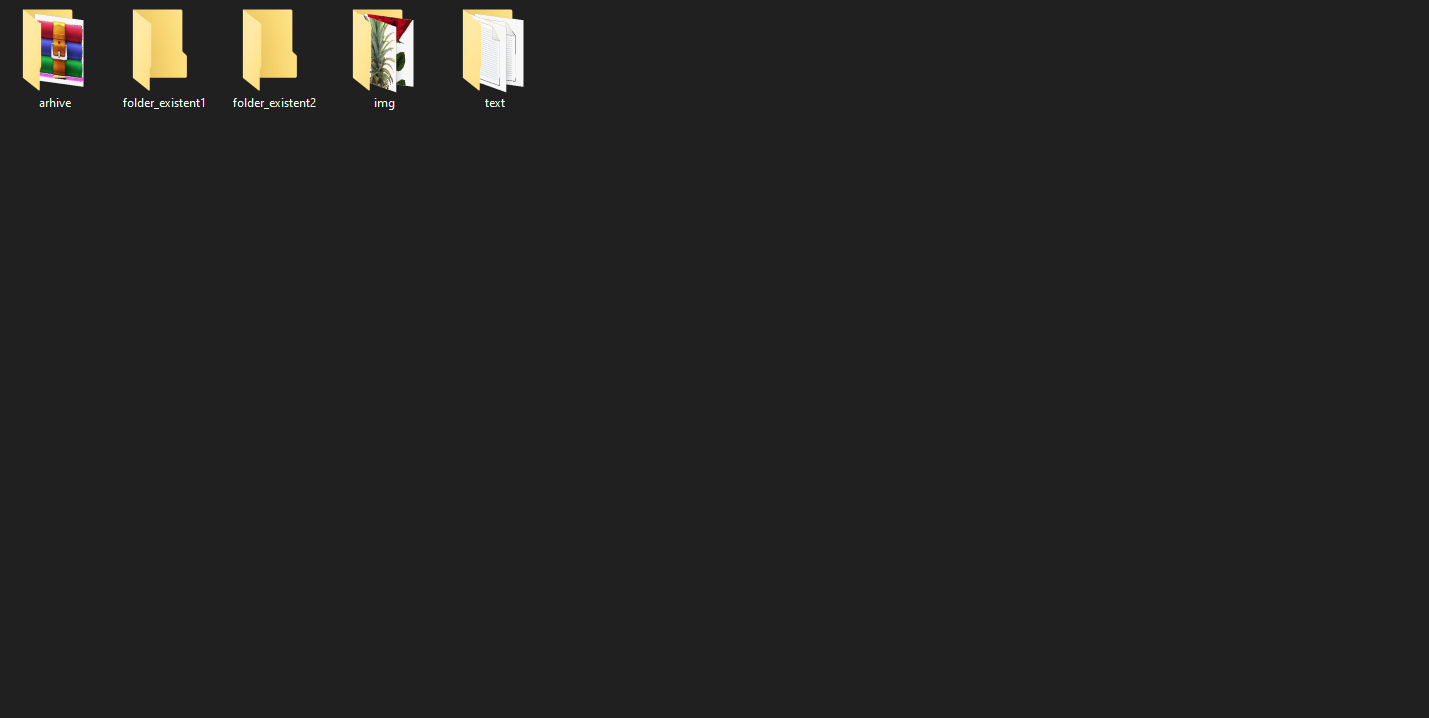 arhive
folder_existent1
folder_existent2
img
text